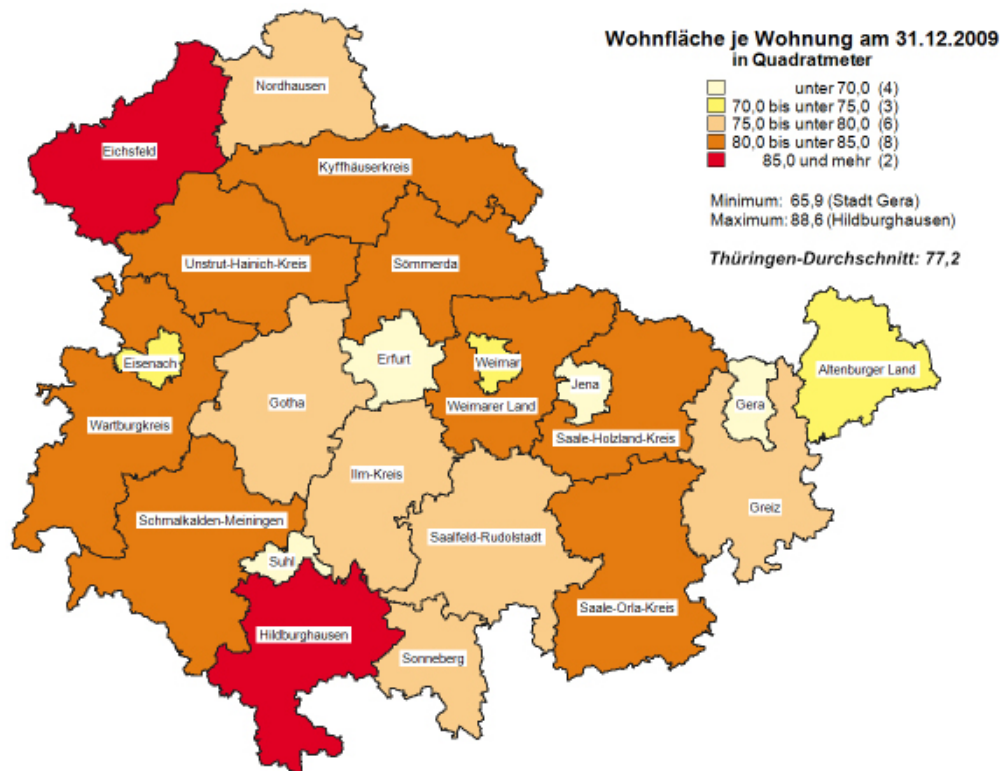 Wohnfläche je Wohnung am 31.12.2009
in Quadratmeter
unter 70,0 (4)
70,0 bis unter 75,0 (3)
75,0 bis unter 80,0 (6)
80,0 bis unter 85,0 (8)
85,0 und mehr (2)
Minimum: 65,9 (Stadt Gera)
Maximum: 88,6 (Hildburghausen)
Thüringen-Durchschnitt: 77,2
Nordhausen
Eichsfeld
Kyffhäuserkreis
Unstrut-Hainich-Kreis
Sömmerda
Eisenach
Erfurt
Weimar
Jena
Altenburger Land
Gotha
Weimarer Land
Gera
Wartburgkreis
Saale-Holzland-Kreis
Ilm-Kreis
Greiz
Schmalkalden-Meiningen
Saalfeld-Rudolstadt
Suhl
Saale-Orla-Kreis
Hildburghausen
Sonneberg